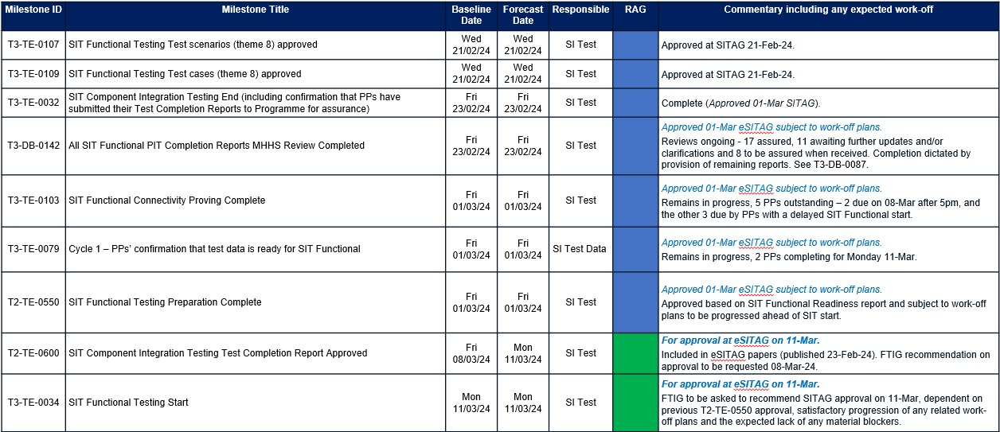 Milestone ID
Milestone Title
Baseline
Date
Forecast
Date
Responsible
RAG
Commentary including any expected work-off
T3-TE-0107
SIT Functional Testing Test scenarios (theme 8) approved
Wed
21/02/24
Wed
21/02/24
SI Test
Approved at SITAG 21-Feb-24.
T3-TE-0109
SIT Functional Testing Test cases (theme 8) approved
Wed
21/02/24
Wed
21/02/24
SI Test
Approved at SITAG 21-Feb-24.
T3-TE-0032
SIT Component Integration Testing End (including confirmation that PPs have
submitted their Test Completion Reports to Programme for assurance)
Fri
23/02/24
Fri
23/02/24
SI Test
Complete (Approved 01-Mar SITAG).
T3-DB-0142
All SIT Functional PIT Completion Reports MHHS Review Completed
Fri
23/02/24
Fri
23/02/24
SI Test
Approved 01-Mar eSITAG subject to work-off plans.
Reviews ongoing - 17 assured, 11 awaiting further updates and/or
clarifications and 8 to be assured when received. Completion dictated by
provision of remaining reports. See T3-DB-0087.
T3-TE-0103
SIT Functional Connectivity Proving Complete
Fri
01/03/24
Fri
01/03/24
SI Test
Approved 01-Mar eSITAG subject to work-off plans.
Remains in progress, 5 PPs outstanding – 2 due on 08-Mar after 5pm, and
the other 3 due by PPs with a delayed SIT Functional start.
T3-TE-0079
Cycle 1 – PPs’ confirmation that test data is ready for SIT Functional
Fri
01/03/24
Fri
01/03/24
SI Test Data
Approved 01-Mar eSITAG subject to work-off plans.
Remains in progress, 2 PPs completing for Monday 11-Mar.
T2-TE-0550
SIT Functional Testing Preparation Complete
Fri
01/03/24
Fri
01/03/24
SI Test
Approved 01-Mar eSITAG subject to work-off plans.
Approved based on SIT Functional Readiness report and subject to work-off
plans to be progressed ahead of SIT start.
T2-TE-0600
SIT Component Integration Testing Test Completion Report Approved
Fri
08/03/24
Mon
11/03/24
SI Test
For approval at eSITAG on 11-Mar.
Included in eSITAG papers (published 23-Feb-24). FTIG recommendation on
approval to be requested 08-Mar-24.
T3-TE-0034
SIT Functional Testing Start
Mon
11/03/24
Mon
11/03/24
SI Test
For approval at eSITAG on 11-Mar.
FTIG to be asked to recommend SITAG approval on 11-Mar, dependent on
previous T2-TE-0550 approval, satisfactory progression of any related work-
off plans and the expected lack of any material blockers.